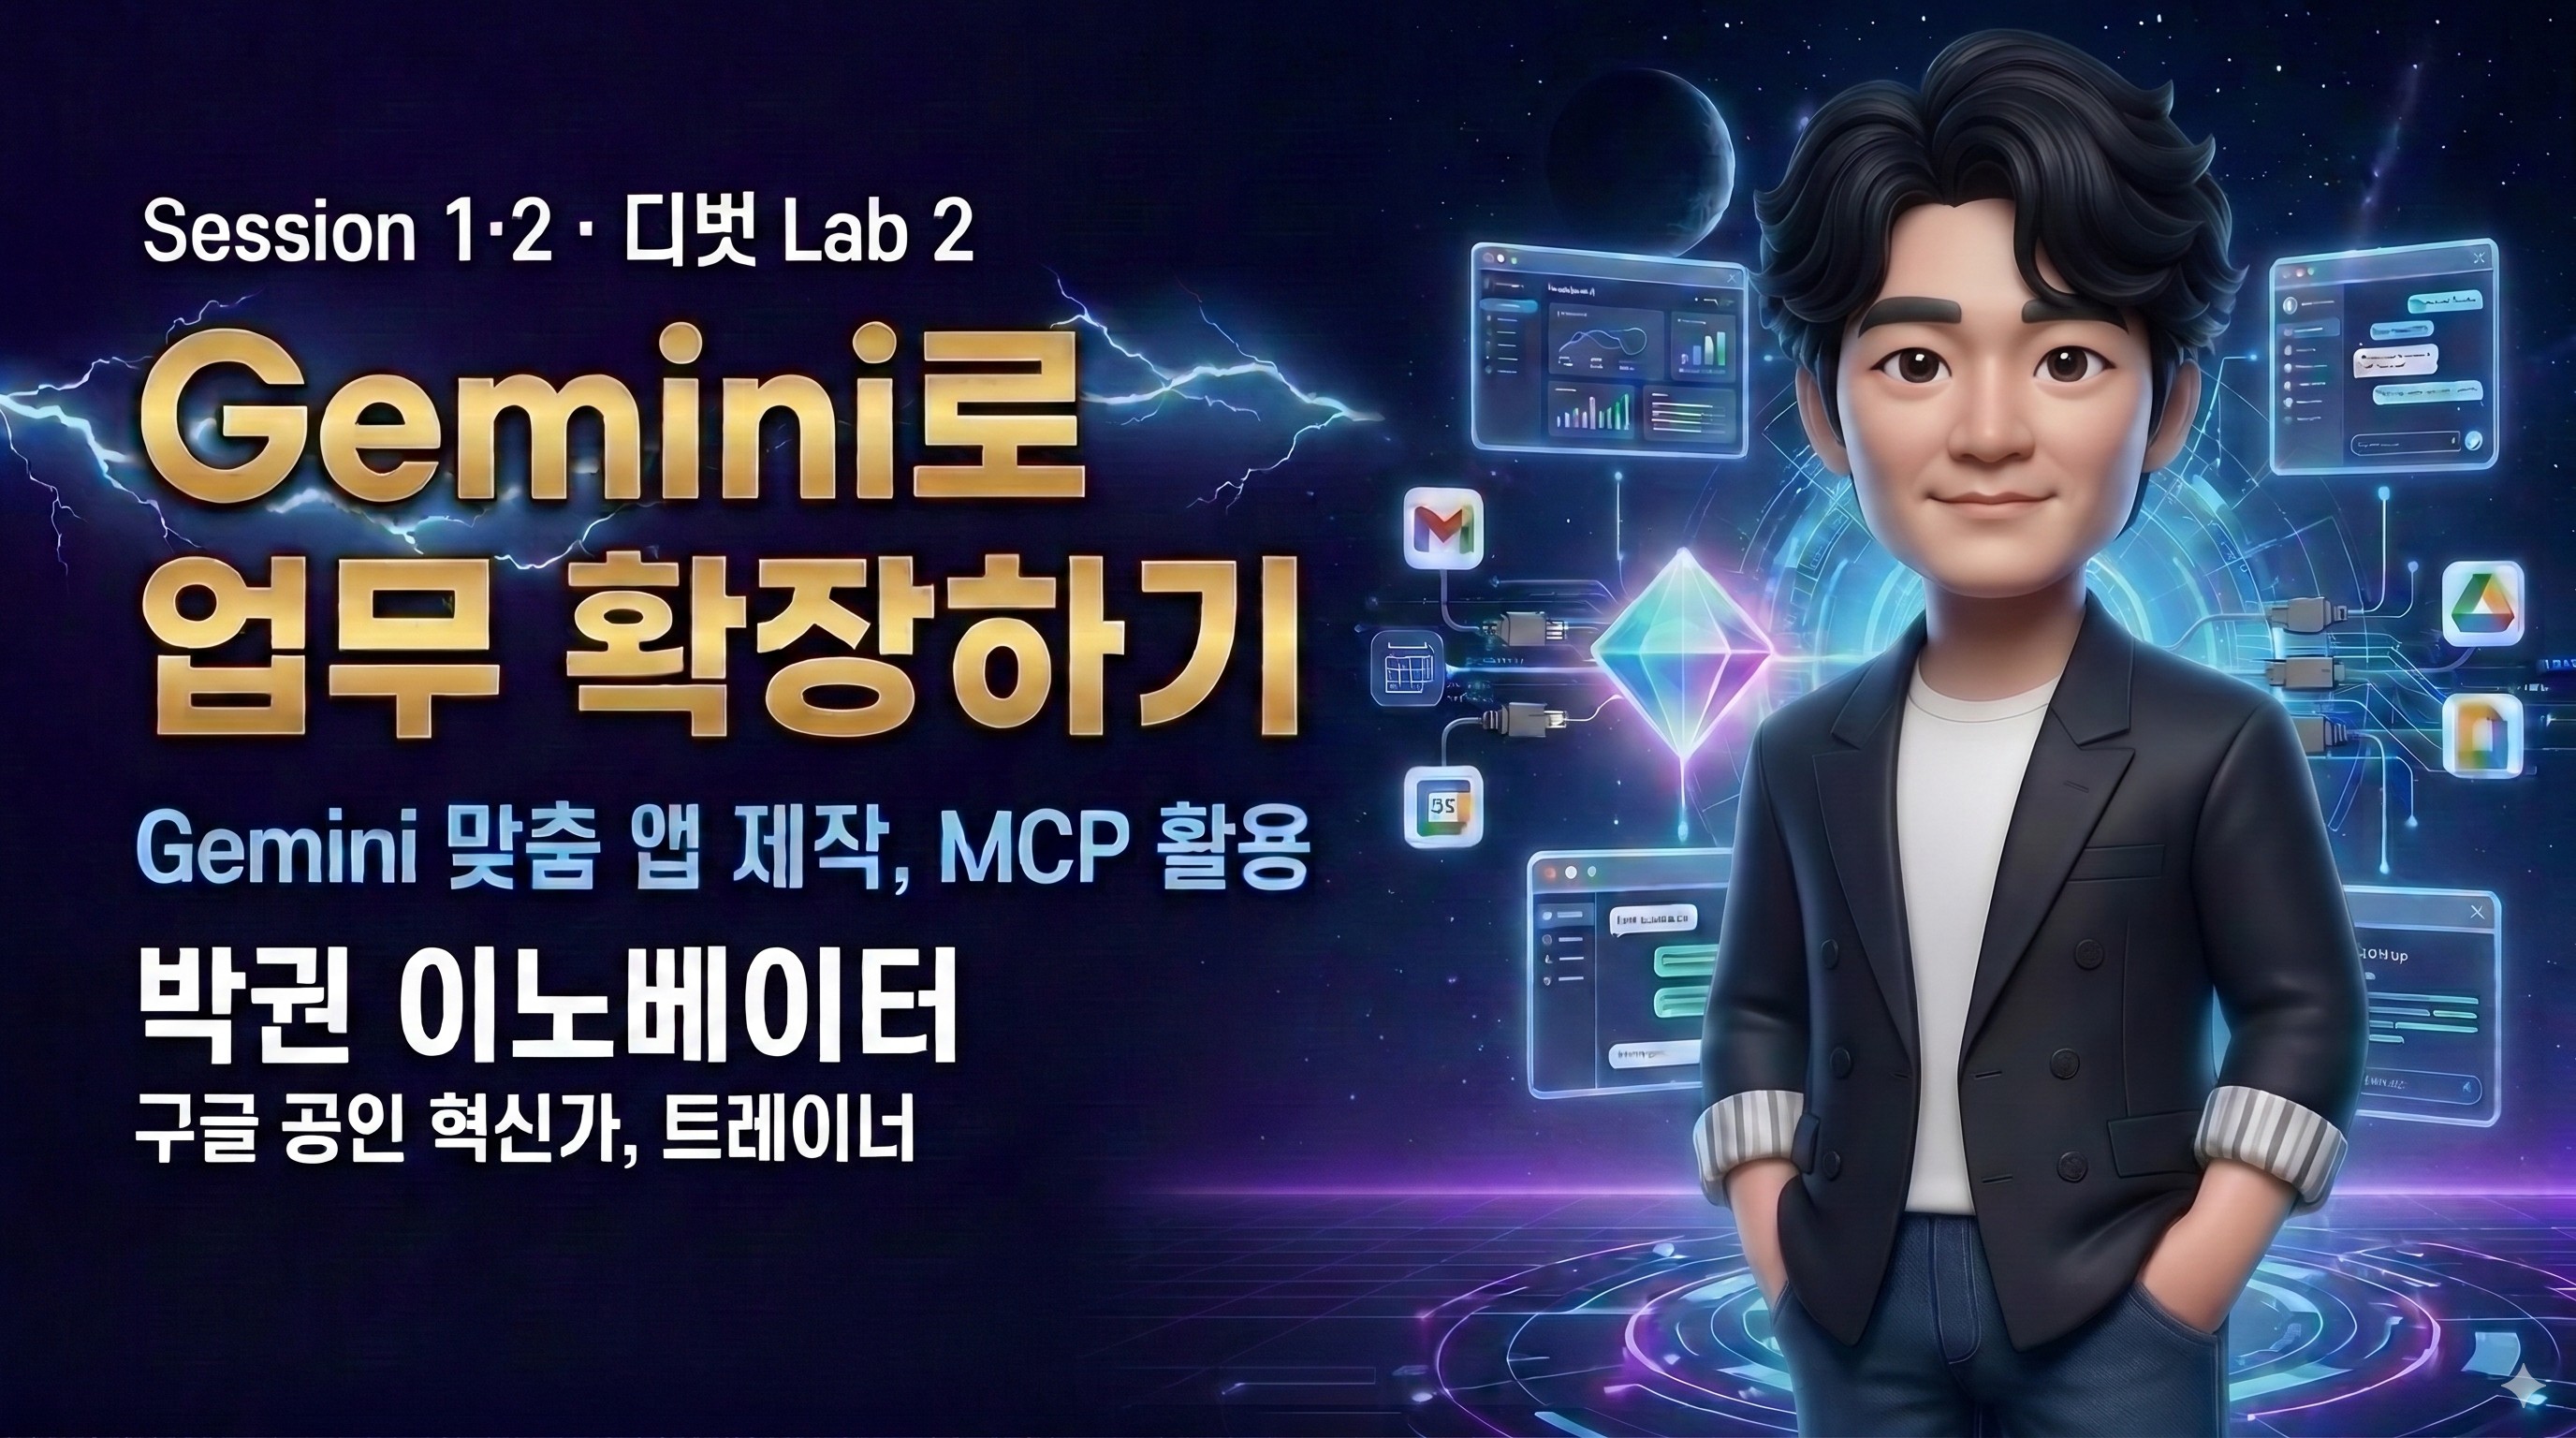 Session 1·2 · 디벗 Lab 2
Gemini로
업무 확장하기
Gemini 맞춤 앱 제작, MCP 활용
박권 이노베이터
구글 공인 혁신가, 트레이너